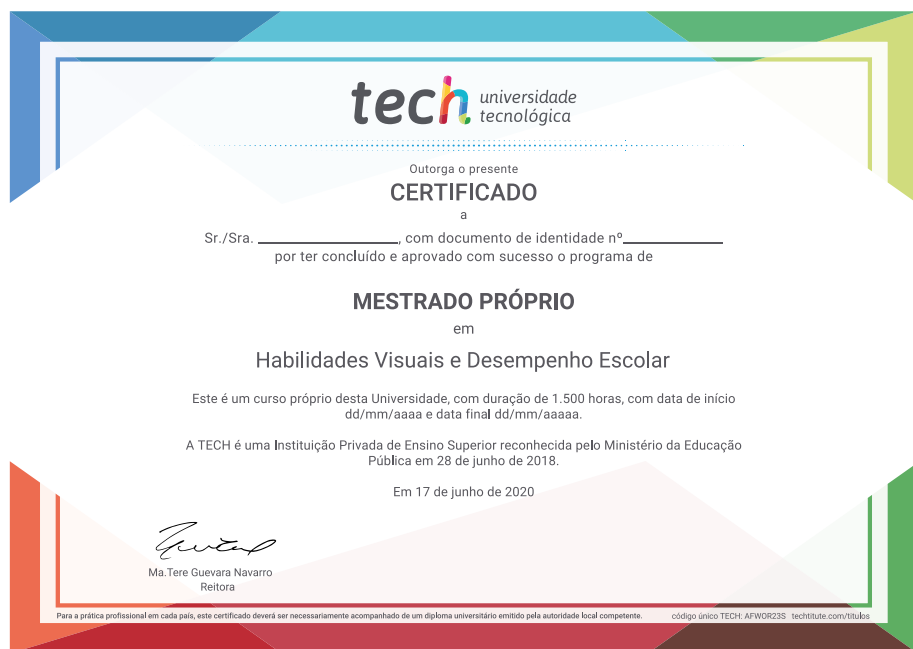 tech universidade
tecnológica
Outorga o presente
CERTIFICADO
a
Sr./Sra. ____________________, com documento de identidade nº______________
por ter concluído e aprovado com sucesso o programa de
MESTRADO PRÓPRIO
em
Habilidades Visuais e Desempenho Escolar
Este é um curso próprio desta Universidade, com duração de 1.500 horas, com data de início
dd/mm/aaaa e data final dd/mm/aaaaa.
A TECH é uma Instituição Privada de Ensino Superior reconhecida pelo Ministério da Educação
Pública em 28 de junho de 2018.
Em 17 de junho de 2020
Ma.Tere Guevara Navarro
Reitora
Para a prática profissional em cada país, este certificado deverá ser necessariamente acompanhado de um diploma universitário emitido pela autoridade local competente. código único TECH: AFWOR23S techtitute.com/titulos